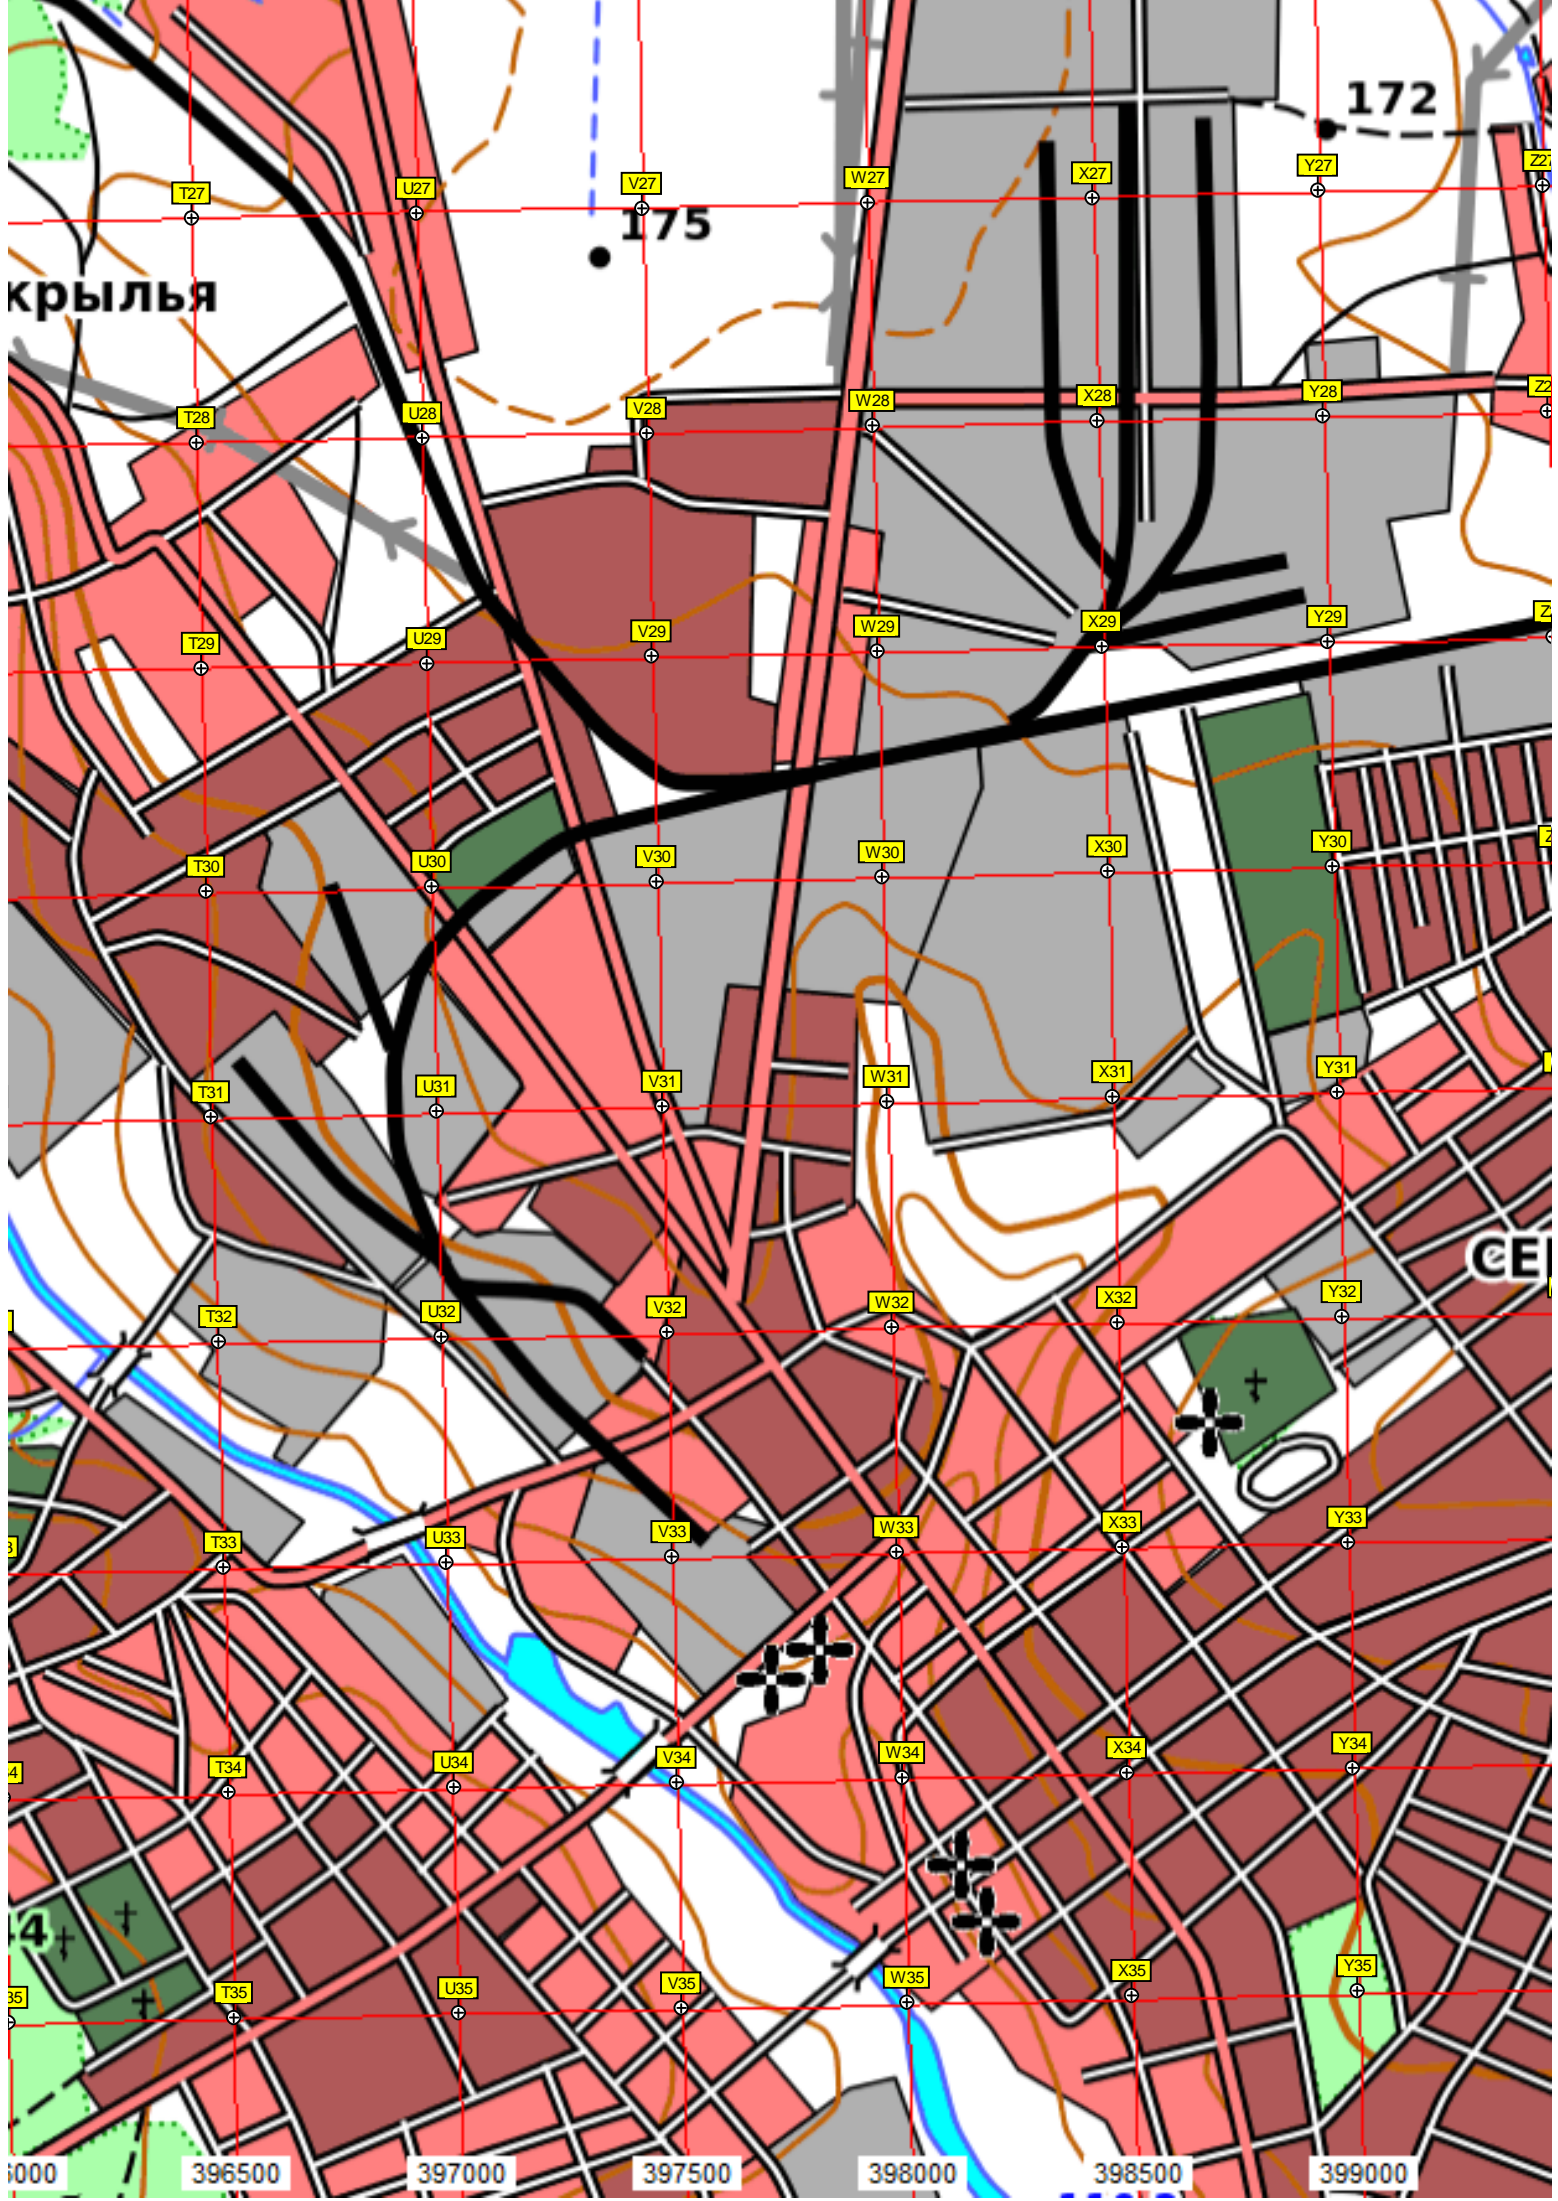 172
T27 U27 V27 W27 X27 Y27 Z27
175
крылья
T28 U28 V28 W28 X28 Y28
T29 U29 V29 W29 X29 Y29
T30 U30 V30 W30 X30 Y30
T31 U31 V31 W31 X31 Y31
СЕ
T32 U32 V32 W32 X32 Y32
T33 U33 V33 W33 X33 Y33
T34 U34 V34 W34 X34 Y34
T35 U35 V35 W35 X35 Y35
396500 397000 397500 398000 398500 399000